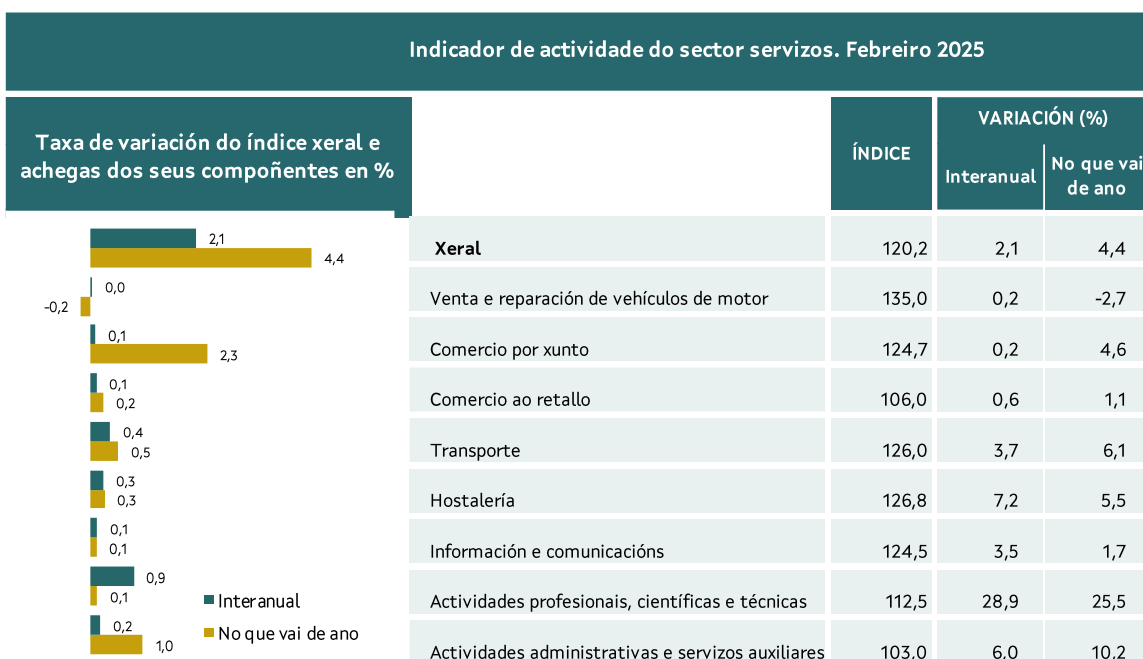 Indicador de actividade do sector servizos. Febreiro 2025
Taxa de variación do índice xeral e
achegas dos seus compoñentes en %
ÍNDICE
VARIACIÓN (%)
Interanual
No que vai
de ano
2,1
4,4
Xeral 120,2 2,1 4,4
0,0
-0,2
Venta e reparación de vehículos de motor 135,0 0,2 -2,7
0,1
2,3
Comercio por xunto 124,7 0,2 4,6
0,1
0,2
Comercio ao retallo 106,0 0,6 1,1
0,4
0,5
Transporte 126,0 3,7 6,1
0,3
0,3
Hostalería 126,8 7,2 5,5
0,1
0,1
Información e comunicacións 124,5 3,5 1,7
0,9
0,1
Actividades profesionais, científicas e técnicas 112,5 28,9 25,5
0,2
1,0
Actividades administrativas e servizos auxiliares 103,0 6,0 10,2
Interanual
No que vai de ano